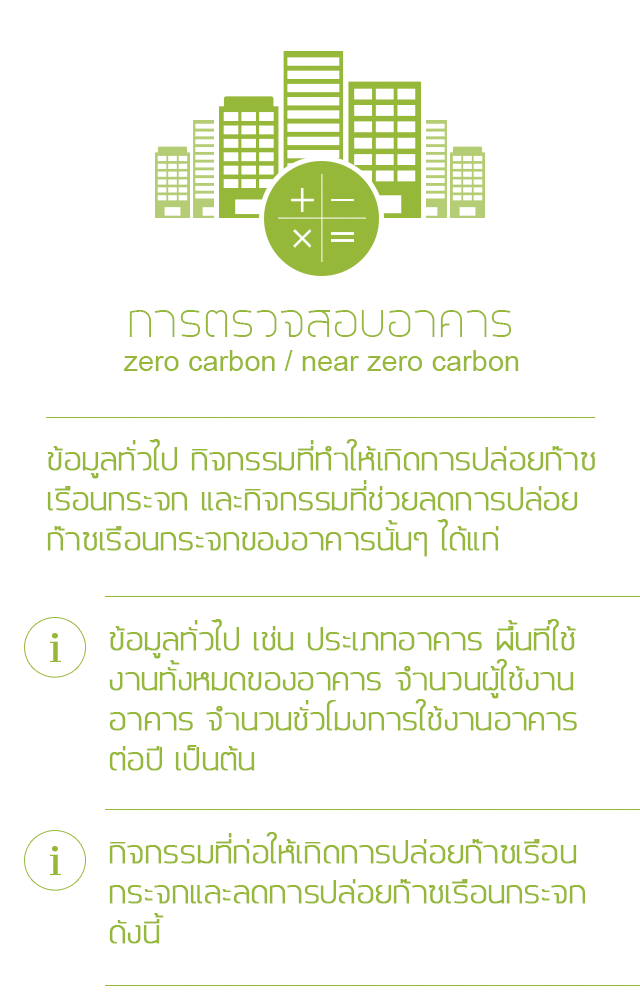 การตรวจสอบอาคาร
zero carbon / near zero carbon
ข้อมูลทั่วไป กิจกรรมที่ทำให้เกิดการปล่อยก๊าซ
เรือนกระจก และกิจกรรมที่ช่วยลดการปล่อย
ก๊าซเรือนกระจกของอาคารนั้นๆ ได้แก่
i
ข้อมูลทั่วไป เช่น ประเภทอาคาร พื้นที่ใช้
งานทั้งหมดของอาคาร จำนวนผู้ใช้งาน
อาคาร จำนวนชั่วโมงการใช้งานอาคาร
ต่อปี เป็นต้น
i
กิจกรรมที่ก่อให้เกิดการปล่อยก๊าซเรือน
กระจกและลดการปล่อยก๊าซเรือนกระจก
ดังนี้